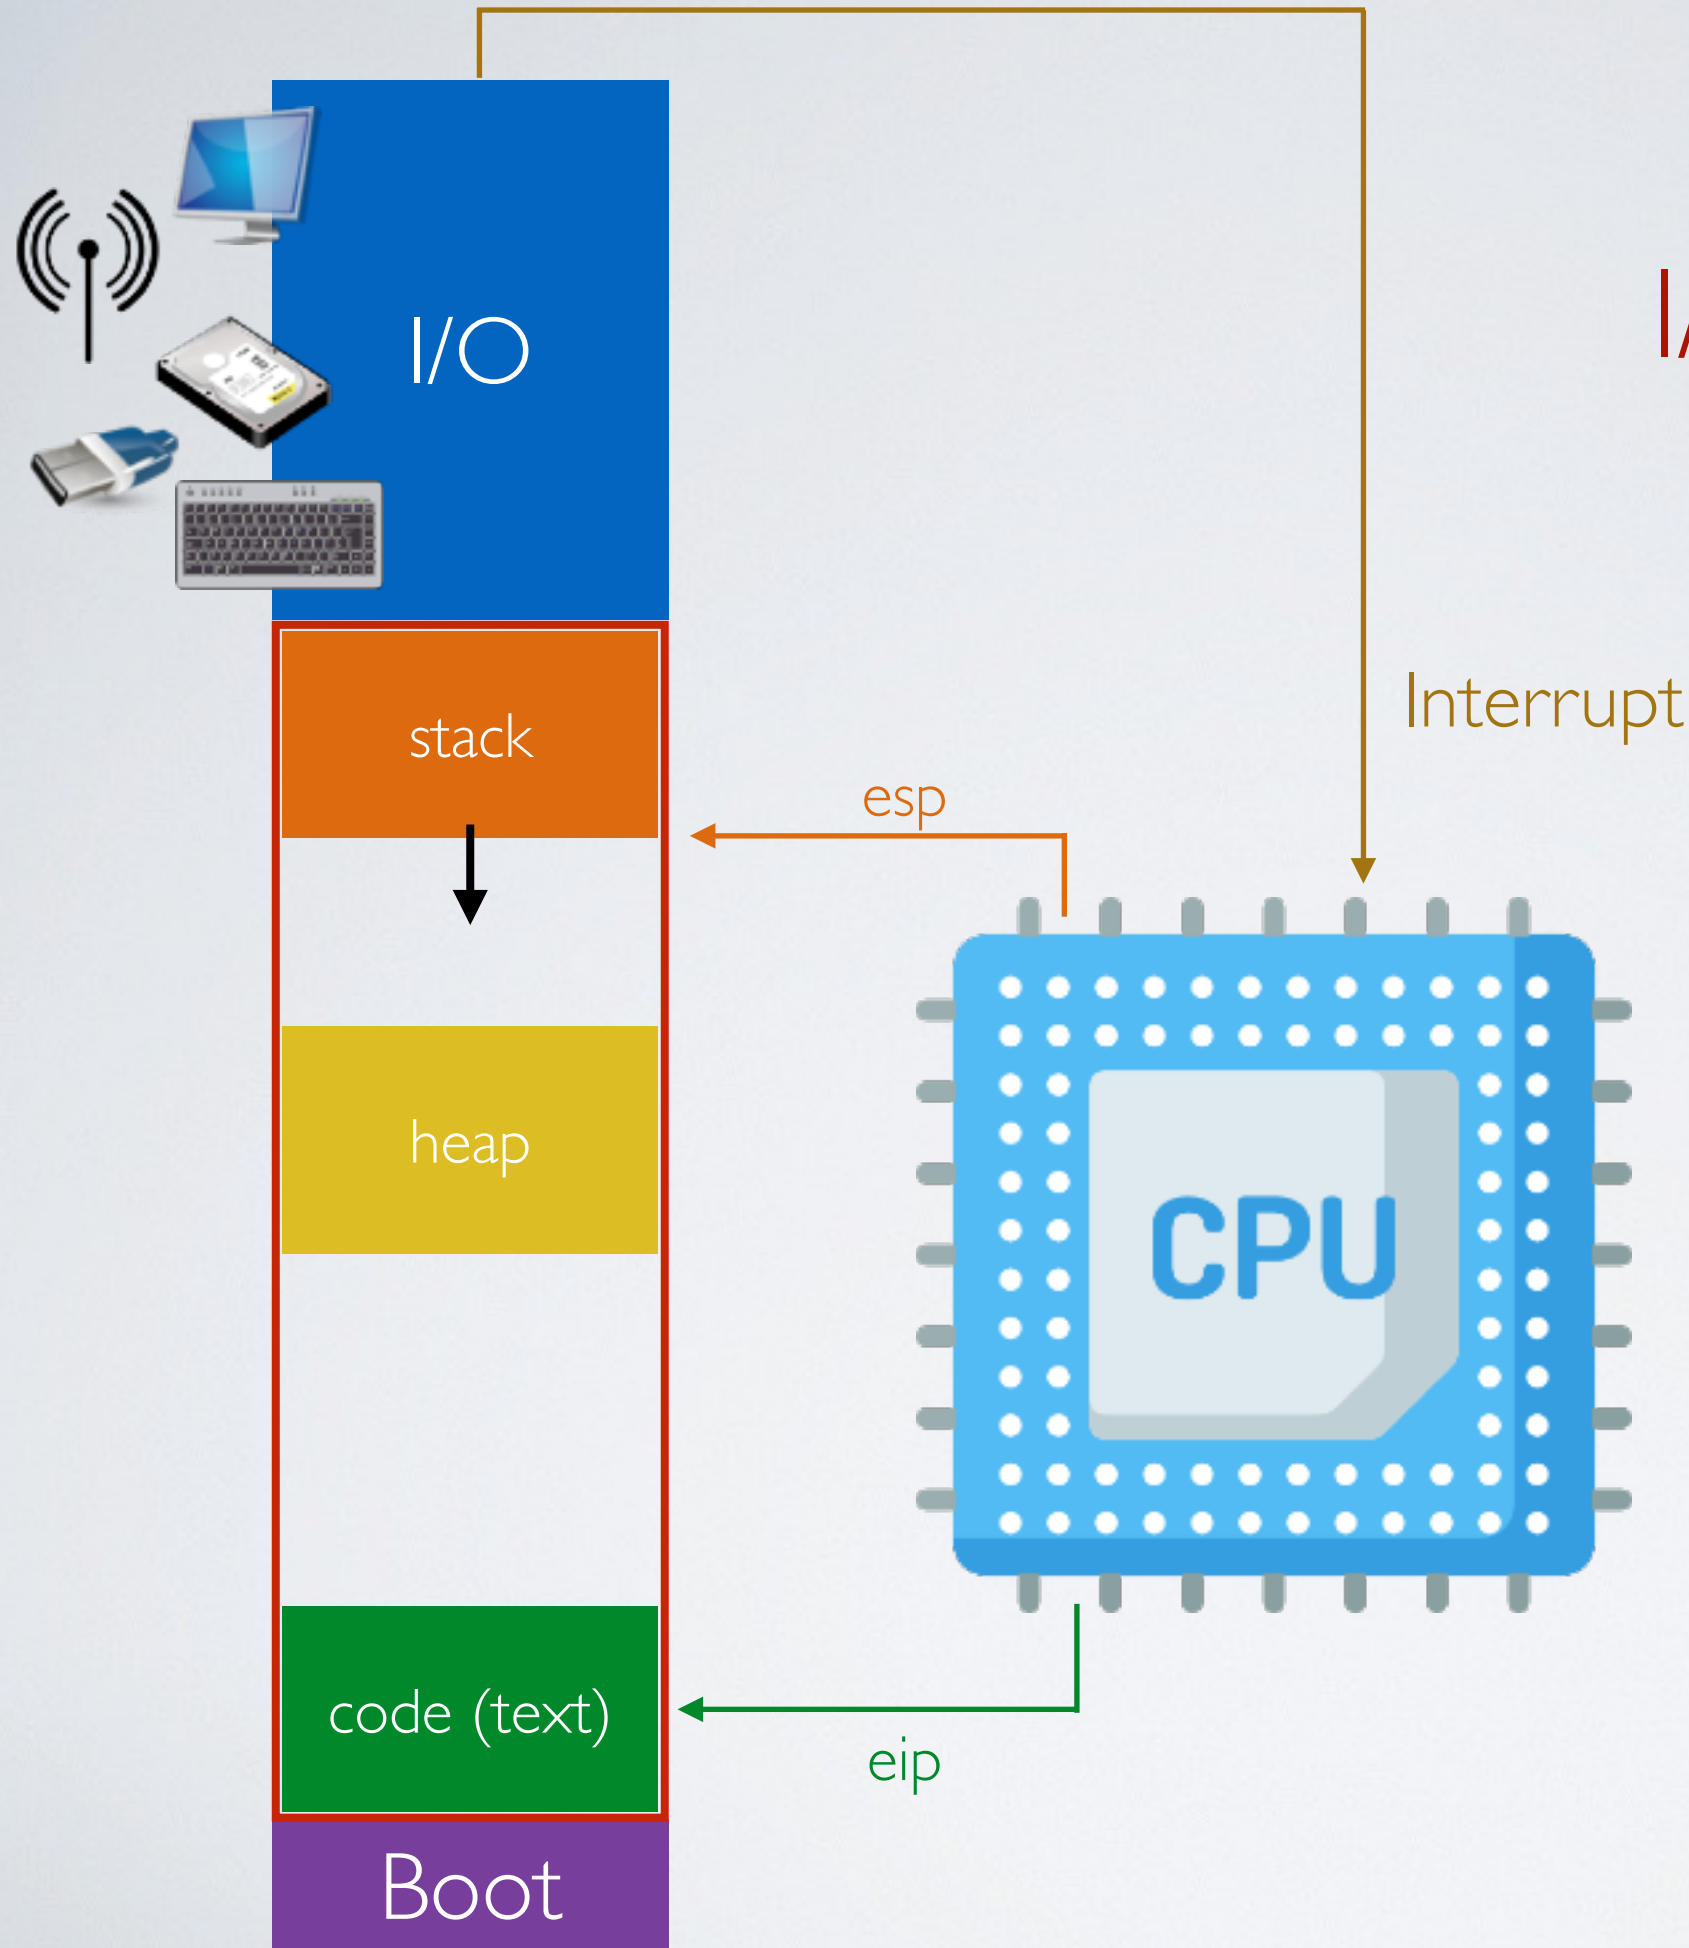 I/O
I/
stack
Interrupt
esp
heap
CPU
code (text)
eip
Boot